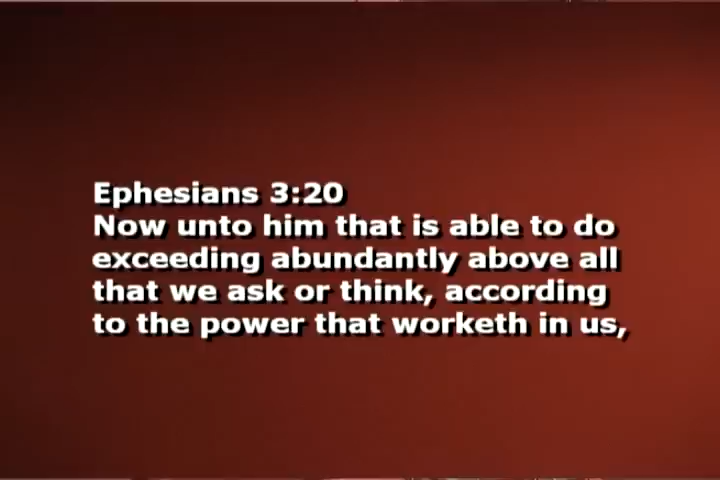 Ephesians 3:20
Now unto him that is able to do
exceeding abundantly above all
that we ask or think, according
to the power that worketh in us,